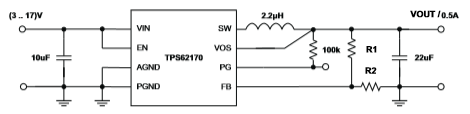 (3 .. 17)V
2.2µH
VOUT / 0.5A
VIN
SW
EN
VOS
100k
R1
10uF
TPS62170
AGND
PG
22uF
R2
PGND
FB